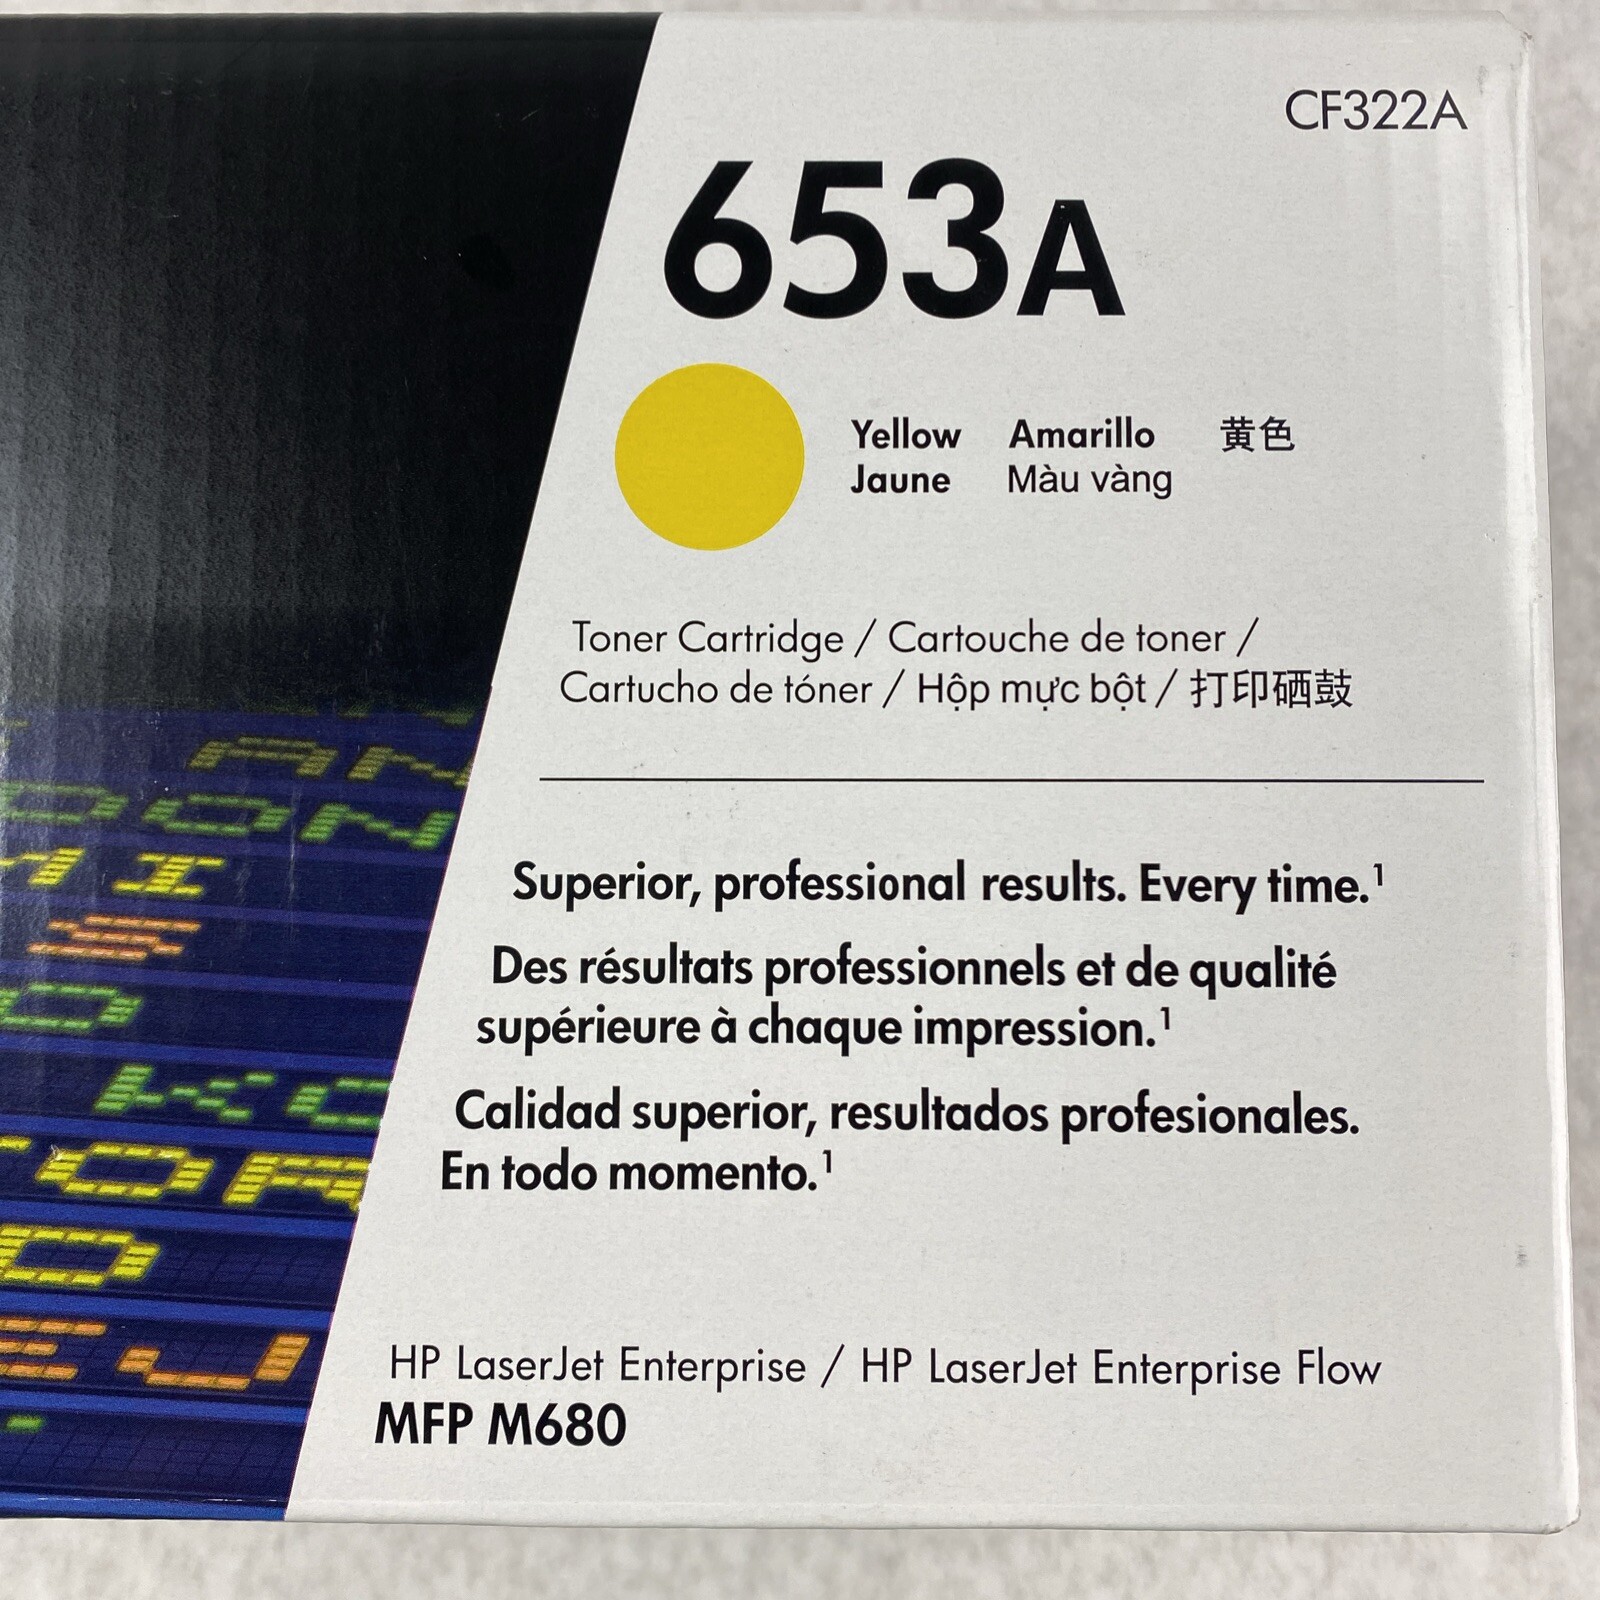 CF322A
653A
Yellow Amarillo 黄色
Jaune Màu vàng
Toner Cartridge / Cartouche de toner /
Cartucho de tóner / Hộp mực bột / 打印硒鼓
Superior, professional results. Every time.¹
Des résultats professionnels et de qualité
supérieure à chaque impression.¹
Calidad superior, resultados profesionales.
En todo momento.¹
HP LaserJet Enterprise / HP LaserJet Enterprise Flow
MFP M680